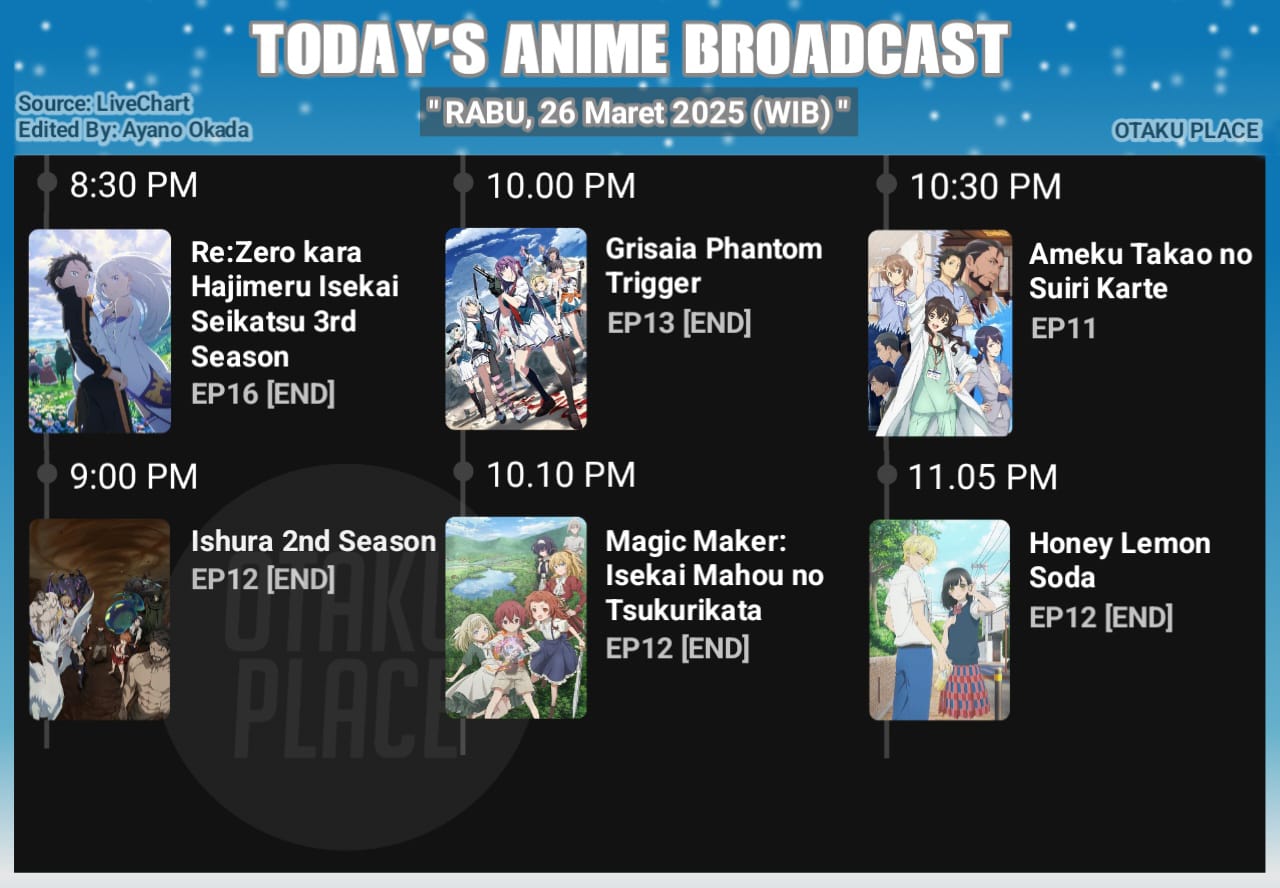 TODAY'S ANIME BROADCAST
Source: LiveChart
Edited By: Ayano Okada
" RABU, 26 Maret 2025 (WIB) "
OTAKU PLACE
8:30 PM
Re:Zero kara
Hajimeru Isekai
Seikatsu 3rd
Season
EP16 [END]
9:00 PM
Ishura 2nd Season
EP12 [END]
10.00 PM
Grisaia Phantom
Trigger
EP13 [END]
10.10 PM
Magic Maker:
Isekai Mahou no
Tsukurikata
EP12 [END]
10:30 PM
Ameku Takao no
Suiri Karte
EP11
11.05 PM
Honey Lemon
Soda
EP12 [END]
OTAKU
PLACE